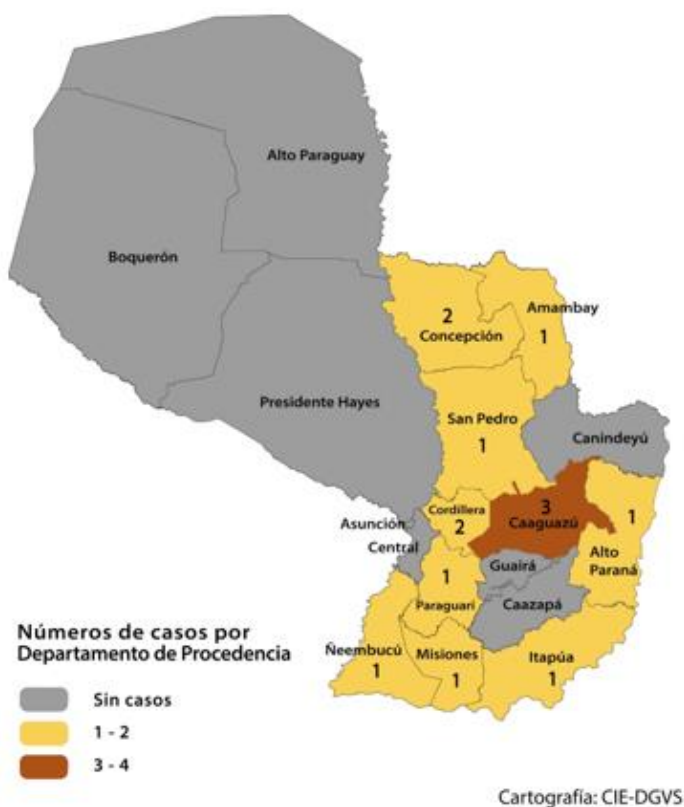 Alto Paraguay
Boquerón
2
Concepción
Amambay
1
Presidente Hayes
San Pedro
1
Canindeyú
Cordillera
2
3
Caaguazú
1
Alto
Paraná
Asunción
Central
Guairá
Caazapá
1
Paraguarí
Ñeembucú
1
Misiones
1
Itapúa
1
Números de casos por
Departamento de Procedencia
Sin casos
1 - 2
3 - 4
Cartografía: CIE-DGVS